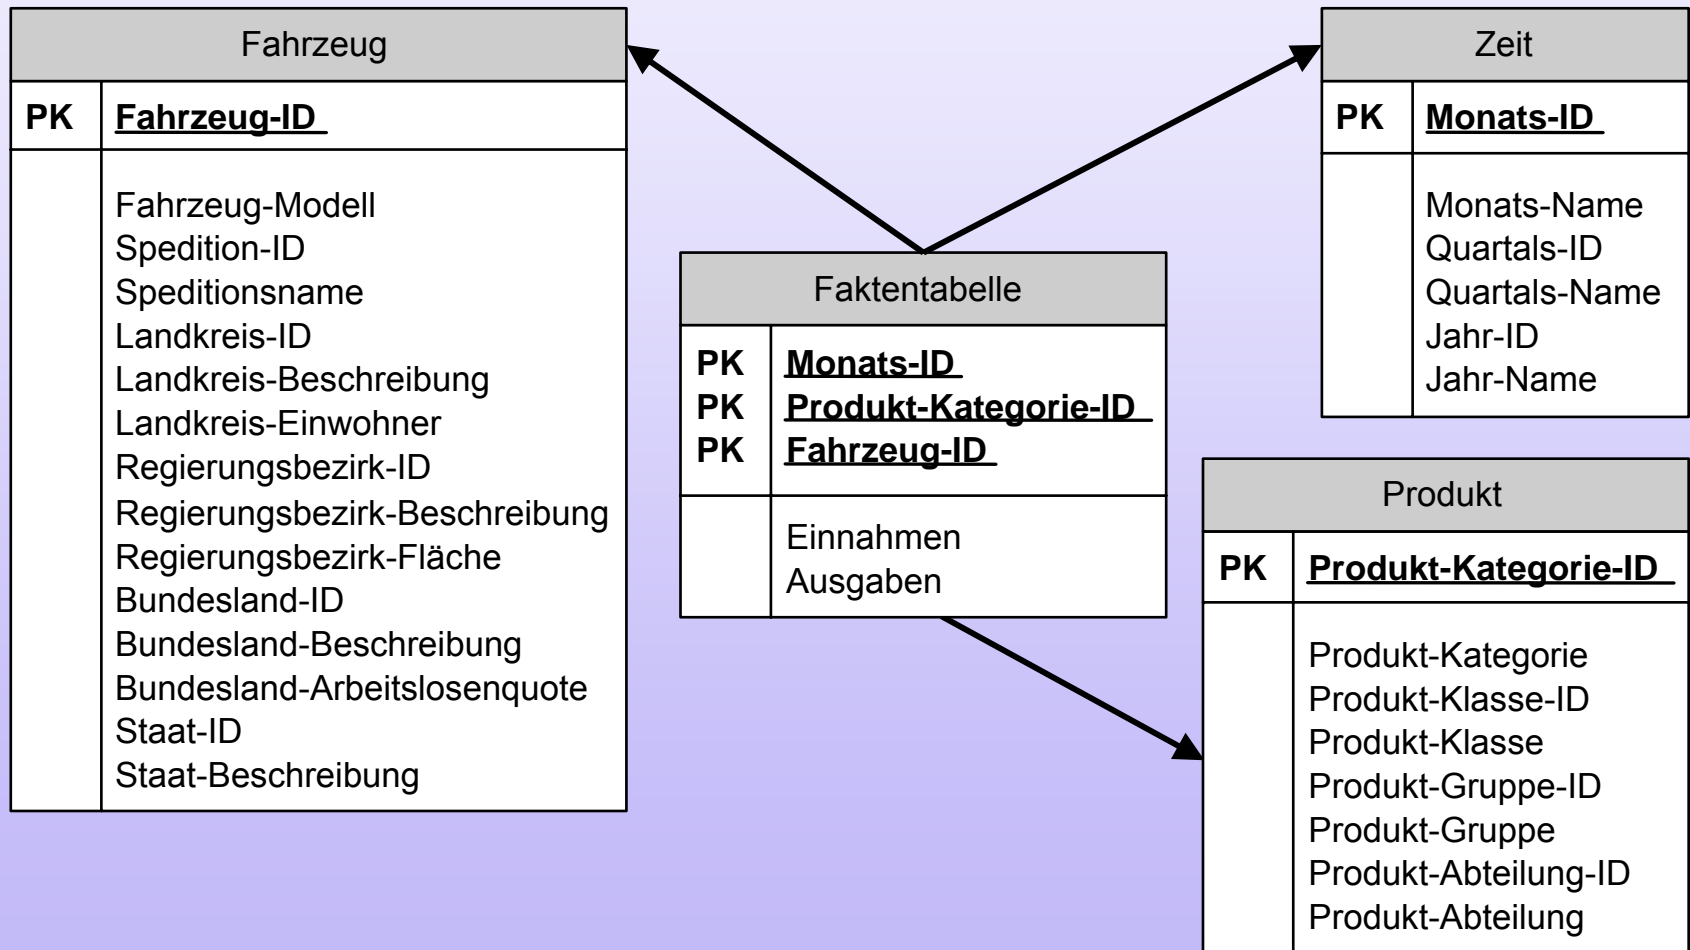 Fahrzeug
PK Fahrzeug-ID
Fahrzeug-Modell
Spedition-ID
Speditionsname
Landkreis-ID
Landkreis-Beschreibung
Landkreis-Einwohner
Regierungsbezirk-ID
Regierungsbezirk-Beschreibung
Regierungsbezirk-Fläche
Bundesland-ID
Bundesland-Beschreibung
Bundesland-Arbeitslosenquote
Staat-ID
Staat-Beschreibung
Faktentabelle
PK Monats-ID
PK Produkt-Kategorie-ID
PK Fahrzeug-ID
Einnahmen
Ausgaben
Zeit
PK Monats-ID
Monats-Name
Quartals-ID
Quartals-Name
Jahr-ID
Jahr-Name
Produkt
PK Produkt-Kategorie-ID
Produkt-Kategorie
Produkt-Klasse-ID
Produkt-Klasse
Produkt-Gruppe-ID
Produkt-Gruppe
Produkt-Abteilung-ID
Produkt-Abteilung